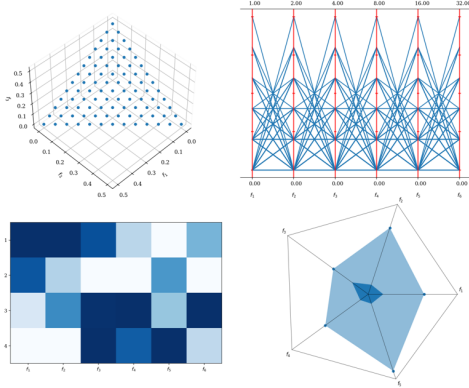 1.00 2.00 4.00 8.00 16.00 32.00
0.5
0.4
0.3
0.2
0.1
0.0
0.0 0.0
0.1 0.1
0.2 0.2
0.3 0.3
0.4 0.4
0.5 0.5
0.00 0.00 0.00 0.00 0.00 0.00
f₁ f₂ f₃ f₄ f₅ f₆
1
2
3
4
f₁ f₂ f₃ f₄ f₅ f₆
f₂
f₃
f₁
f₄
f₅